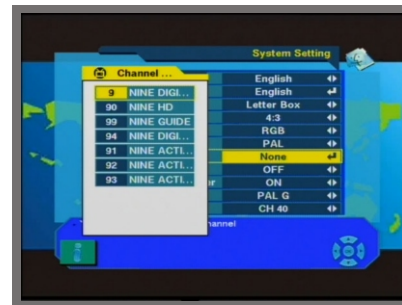 System Setting
Channel ...
9 NINE DIGI...
90 NINE HD
99 NINE GUIDE
94 NINE DIGI...
91 NINE ACTI...
92 NINE ACTI...
93 NINE ACTI...
English
English
Letter Box
4:3
RGB
PAL
None
OFF
ON
PAL G
CH 40
hannel